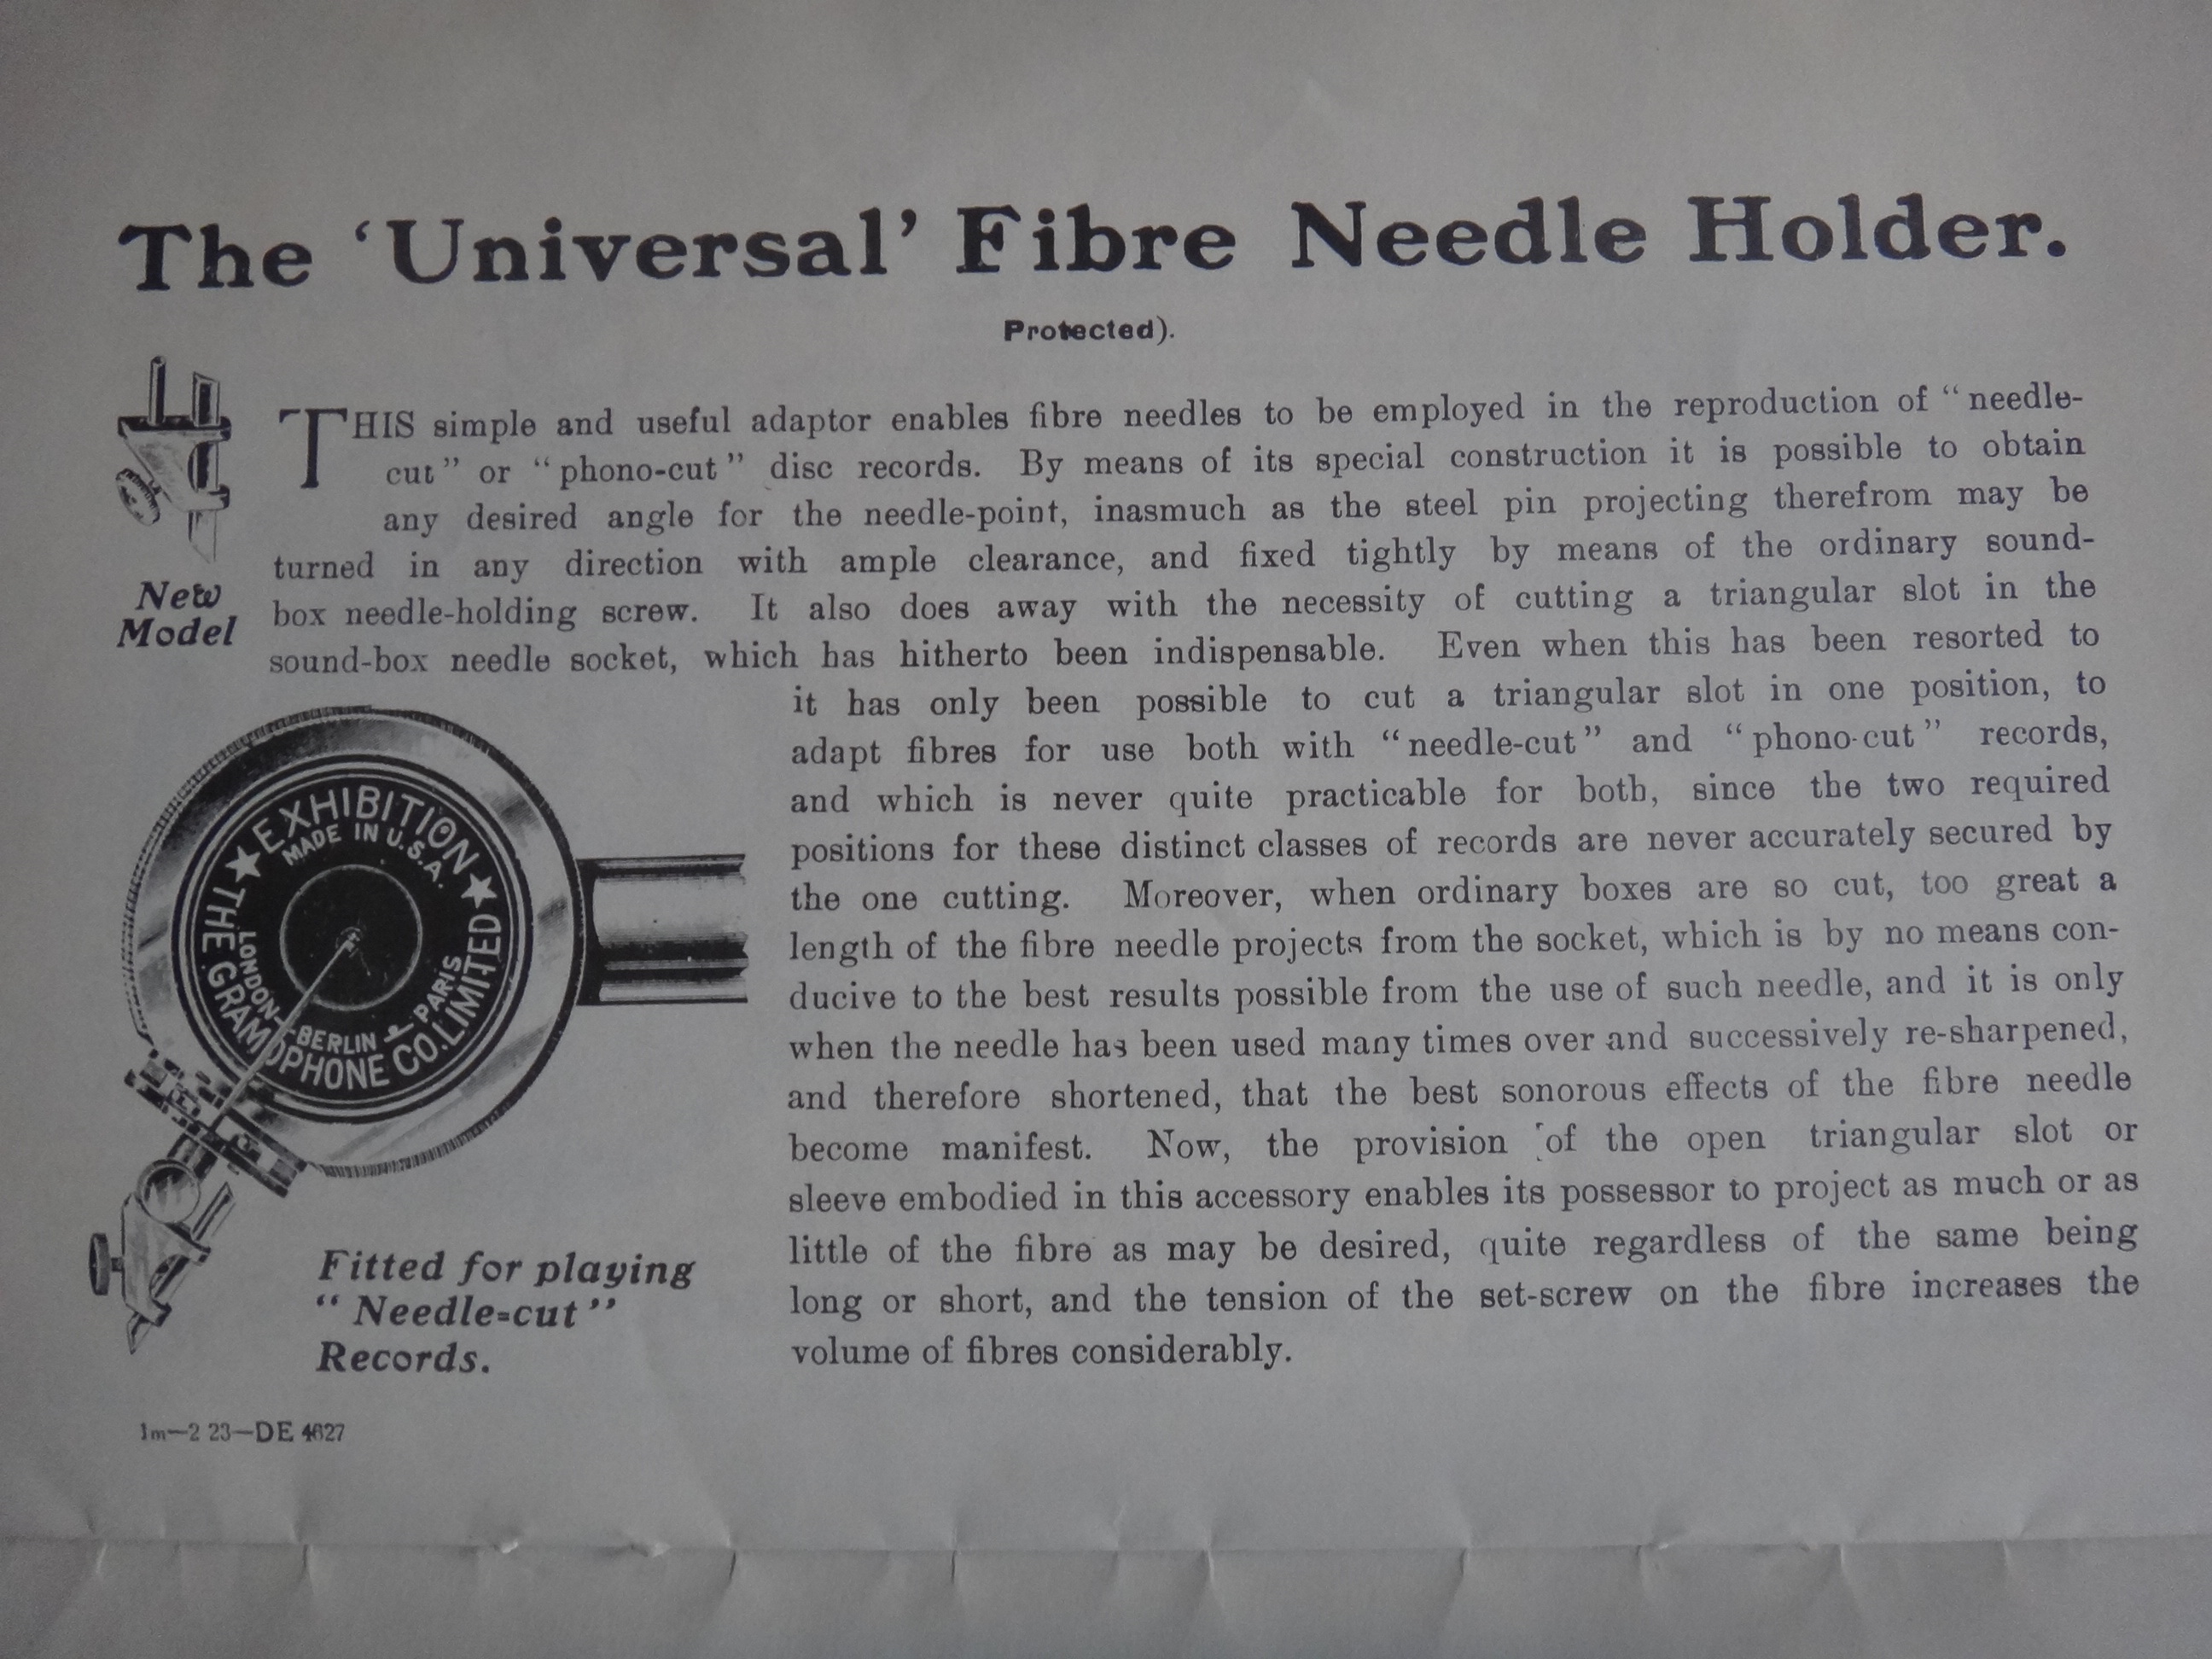 The ‘Universal’ Fibre Needle Holder.
Protected).
THIS simple and useful adaptor enables fibre needles to be employed in the reproduction of “needle-
cut” or “phono-cut” disc records. By means of its special construction it is possible to obtain
any desired angle for the needle-point, inasmuch as the steel pin projecting therefrom may be
turned in any direction with ample clearance, and fixed tightly by means of the ordinary sound-
box needle-holding screw. It also does away with the necessity of cutting a triangular slot in the
sound-box needle socket, which has hitherto been indispensable. Even when this has been resorted to
it has only been possible to cut a triangular slot in one position, to
adapt fibres for use both with “needle-cut” and “phono-cut” records,
and which is never quite practicable for both, since the two required
positions for these distinct classes of records are never accurately secured by
the one cutting. Moreover, when ordinary boxes are so cut, too great a
length of the fibre needle projects from the socket, which is by no means con-
ducive to the best results possible from the use of such needle, and it is only
when the needle has been used many times over and successively re-sharpened,
and therefore shortened, that the best sonorous effects of the fibre needle
become manifest. Now, the provision of the open triangular slot or
sleeve embodied in this accessory enables its possessor to project as much or as
little of the fibre as may be desired, quite regardless of the same being
long or short, and the tension of the set-screw on the fibre increases the
volume of fibres considerably.
New
Model
EXHIBITION
MADE IN U.S.A.
THE GRAMOPHONE CO. LIMITED
LONDON BERLIN & PARIS
Fitted for playing
“Needle=cut”
Records.
1m—2 23—DE 4627